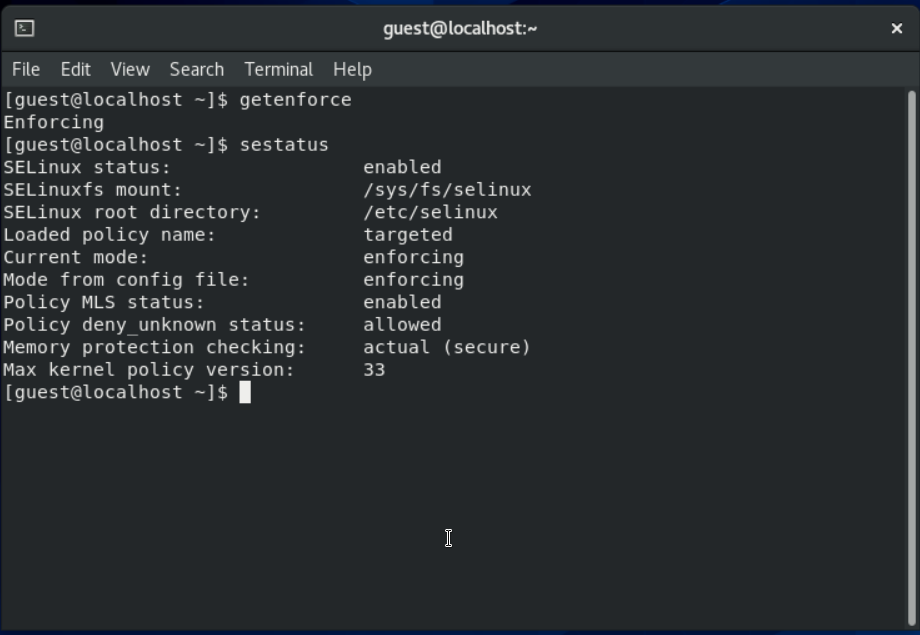 guest@localhost:~
File Edit View Search Terminal Help
[guest@localhost ~]$ getenforce
Enforcing
[guest@localhost ~]$ sestatus
SELinux status:                 enabled
SELinuxfs mount:                /sys/fs/selinux
SELinux root directory:         /etc/selinux
Loaded policy name:             targeted
Current mode:                   enforcing
Mode from config file:          enforcing
Policy MLS status:              enabled
Policy deny_unknown status:     allowed
Memory protection checking:     actual (secure)
Max kernel policy version:      33
[guest@localhost ~]$